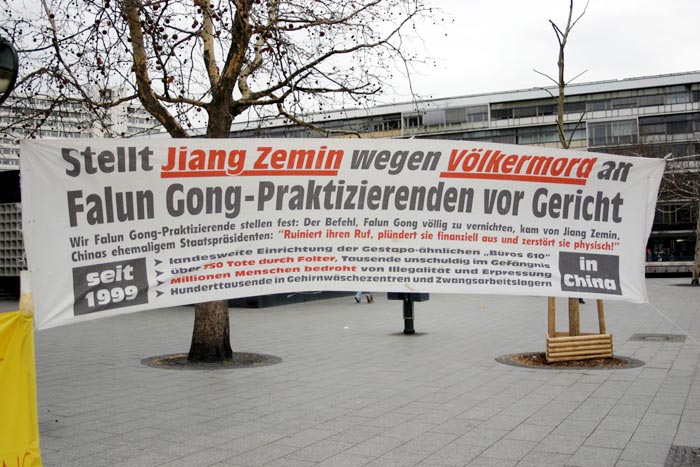 Stellt Jiang Zemin wegen Völkermord an
Falun Gong-Praktizierenden vor Gericht
Wir Falun Gong-Praktizierende stellen fest: Der Befehl, Falun Gong völlig zu vernichten, kam von Jiang Zemin,
Chinas ehemaligem Staatspräsidenten: "Ruiniert ihren Ruf, plündert sie finanziell aus und zerstört sie physisch!"
seit
1999
landesweite Einrichtung der Gestapo-ähnlichen „Büros 610"
über 750 Tote durch Folter, Tausende unschuldig im Gefängnis
Millionen Menschen bedroht von Illegalität und Erpressung
Hunderttausende in Gehirnwäschezentren und Zwangsarbeitslagern
in
China